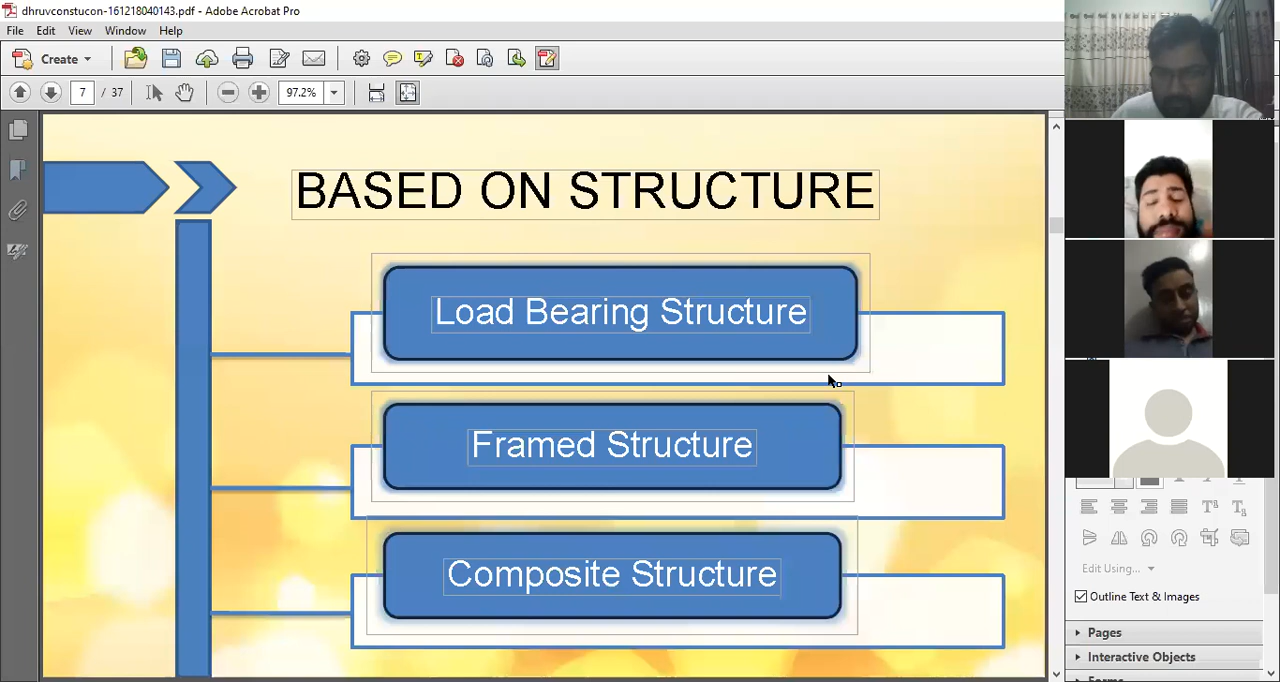 dhruvconstucon-161218040143.pdf - Adobe Acrobat Pro
File Edit View Window Help
Create
7 / 37 97.2%
BASED ON STRUCTURE
Load Bearing Structure
Framed Structure
Composite Structure
Edit Using...
Outline Text & Images
Pages
Interactive Objects